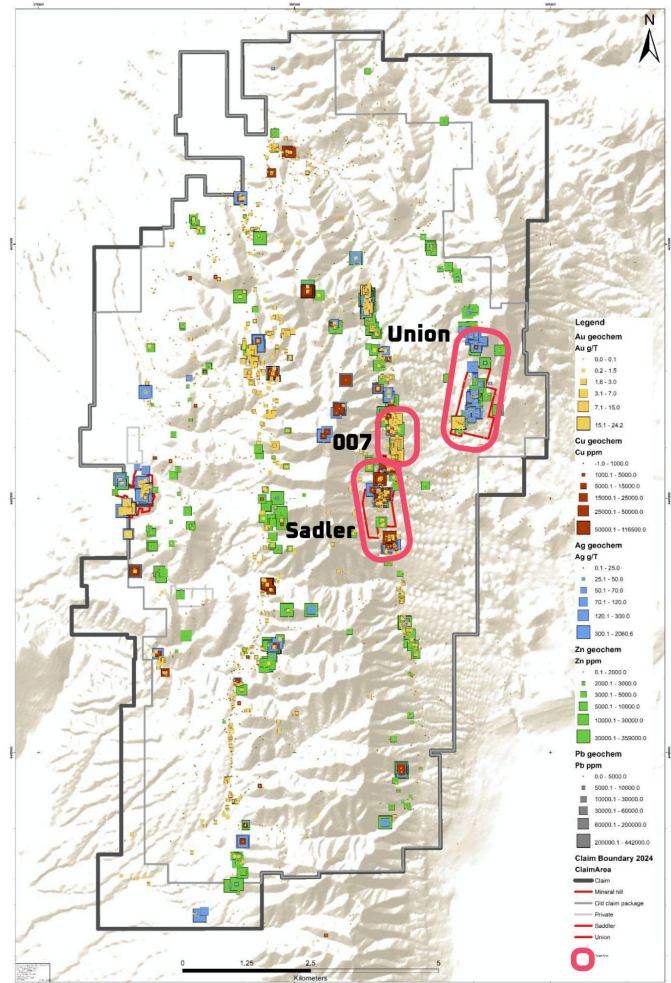 N
Union
007
Sadler
Legend
Au geochem
Au g/T
0.0 - 0.1
0.2 - 1.5
1.6 - 3.0
3.1 - 7.0
7.1 - 15.0
15.1 - 24.2
Cu geochem
Cu ppm
-1.0 - 1000.0
1000.1 - 5000.0
5000.1 - 15000.0
15000.1 - 25000.0
25000.1 - 50000.0
50000.1 - 116500.0
Ag geochem
Ag g/T
0.1 - 25.0
25.1 - 50.0
50.1 - 70.0
70.1 - 120.0
120.1 - 300.0
300.1 - 2060.6
Zn geochem
Zn ppm
0.1 - 2000.0
2000.1 - 3000.0
3000.1 - 5000.0
5000.1 - 10000.0
10000.1 - 30000.0
30000.1 - 359000.0
Pb geochem
Pb ppm
0.0 - 5000.0
5000.1 - 10000.0
10000.1 - 30000.0
30000.1 - 60000.0
60000.1 - 200000.0
200000.1 - 442000.0
Claim Boundary 2024
ClaimArea
Claim
Mineral hill
Old claim package
Private
Saddler
Union
0 1.25 2.5 5
Kilometers